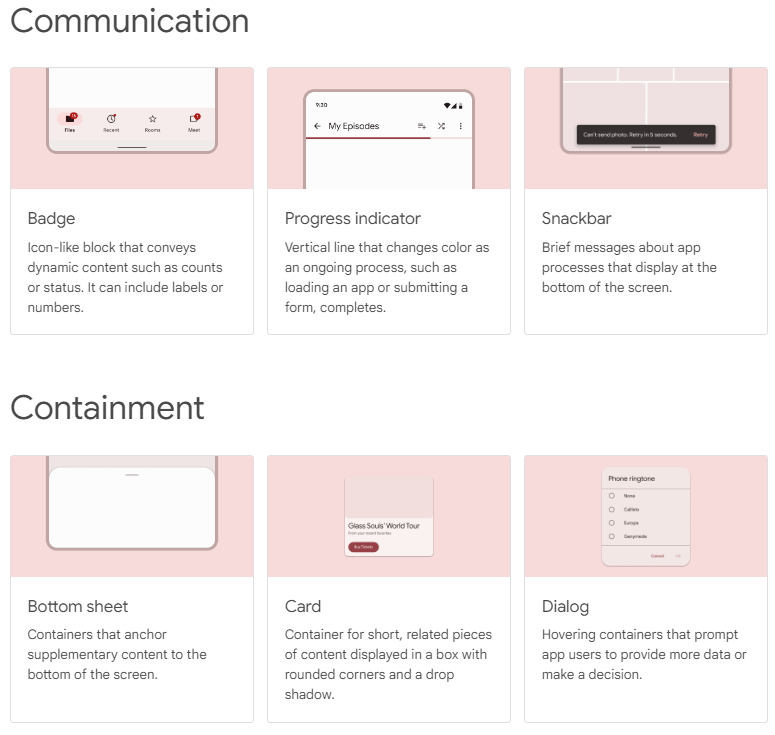 Communication
Files
Recent
Rooms
Meet
9:30
My Episodes
Can't send photo. Retry in 5 seconds.
Retry
Badge
Icon-like block that conveys
dynamic content such as counts
or status. It can include labels or
numbers.
Progress indicator
Vertical line that changes color as
an ongoing process, such as
loading an app or submitting a
form, completes.
Snackbar
Brief messages about app
processes that display at the
bottom of the screen.
Containment
Glass Souls' World Tour
From your recent favorites
Buy Tickets
Phone ringtone
None
Callisto
Europa
Ganymede
Cancel
OK
Bottom sheet
Containers that anchor
supplementary content to the
bottom of the screen.
Card
Container for short, related pieces
of content displayed in a box with
rounded corners and a drop
shadow.
Dialog
Hovering containers that prompt
app users to provide more data or
make a decision.